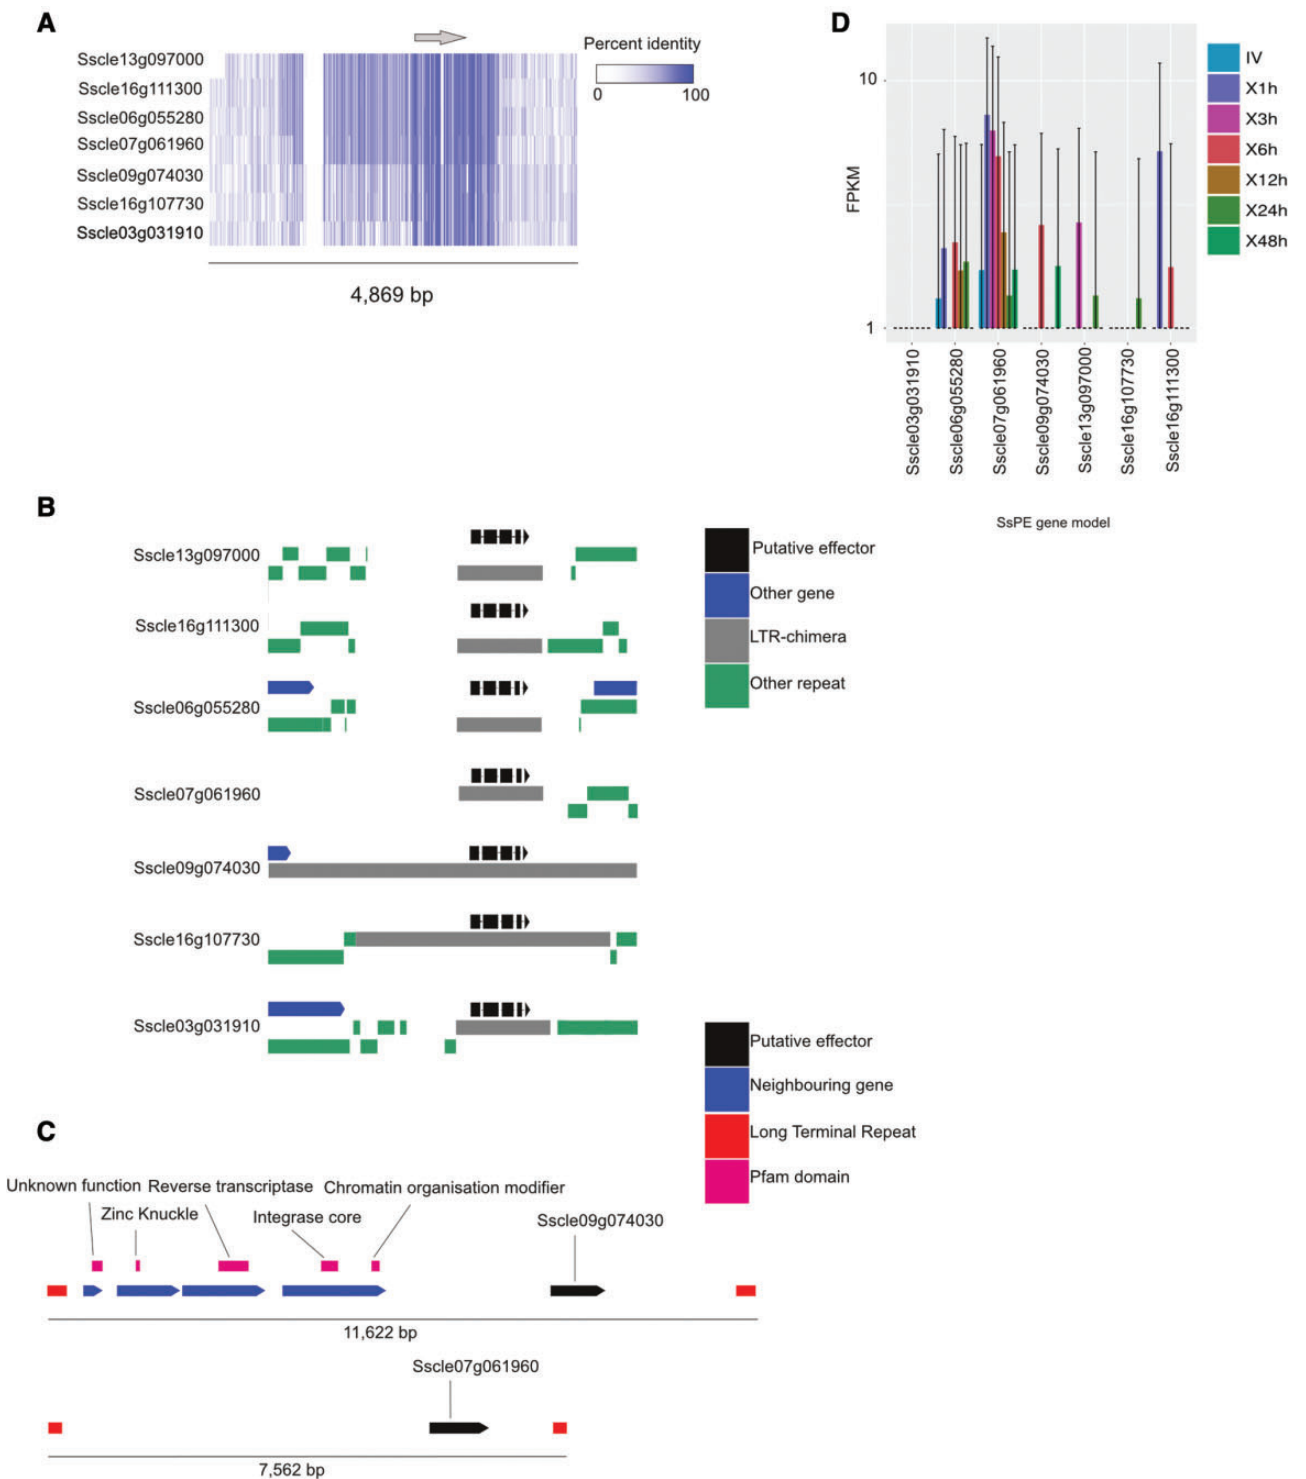 A
Sscle13g097000
Sscle16g111300
Sscle06g055280
Sscle07g061960
Sscle09g074030
Sscle16g107730
Sscle03g031910
4,869 bp
Percent identity
0 100
D
FPKM
10
1
Sscle03g031910
Sscle06g055280
Sscle07g061960
Sscle09g074030
Sscle13g097000
Sscle16g107730
Sscle16g111300
SsPE gene model
IV
X1h
X3h
X6h
X12h
X24h
X48h
B
Sscle13g097000
Sscle16g111300
Sscle06g055280
Sscle07g061960
Sscle09g074030
Sscle16g107730
Sscle03g031910
Putative effector
Other gene
LTR-chimera
Other repeat
Putative effector
Neighbouring gene
Long Terminal Repeat
Pfam domain
C
Unknown function Reverse transcriptase Chromatin organisation modifier
Zinc Knuckle Integrase core Sscle09g074030
11,622 bp
Sscle07g061960
7,562 bp